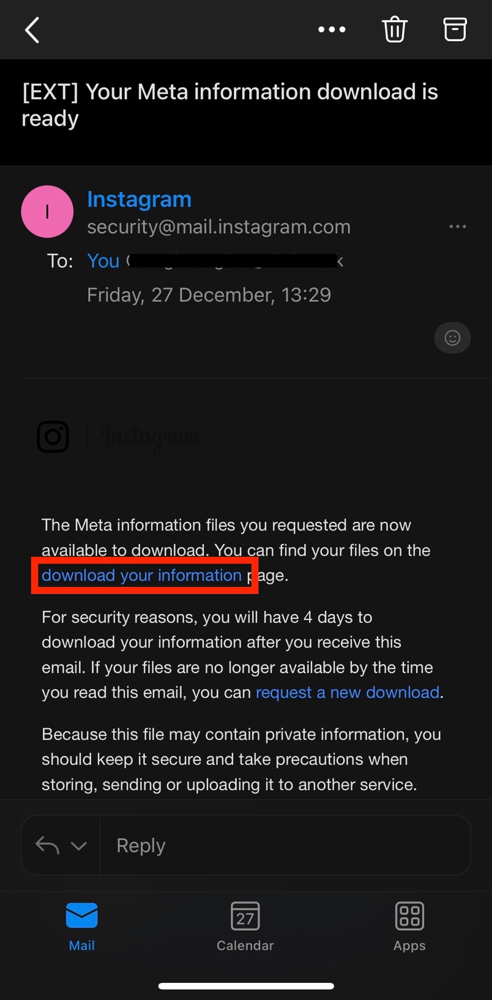 [EXT] Your Meta information download is
ready
I
Instagram
security@mail.instagram.com
To: You
Friday, 27 December, 13:29
Instagram
The Meta information files you requested are now
available to download. You can find your files on the
download your information page.
For security reasons, you will have 4 days to
download your information after you receive this
email. If your files are no longer available by the time
you read this email, you can request a new download.
Because this file may contain private information, you
should keep it secure and take precautions when
storing, sending or uploading it to another service.
Reply
27
Mail Calendar Apps